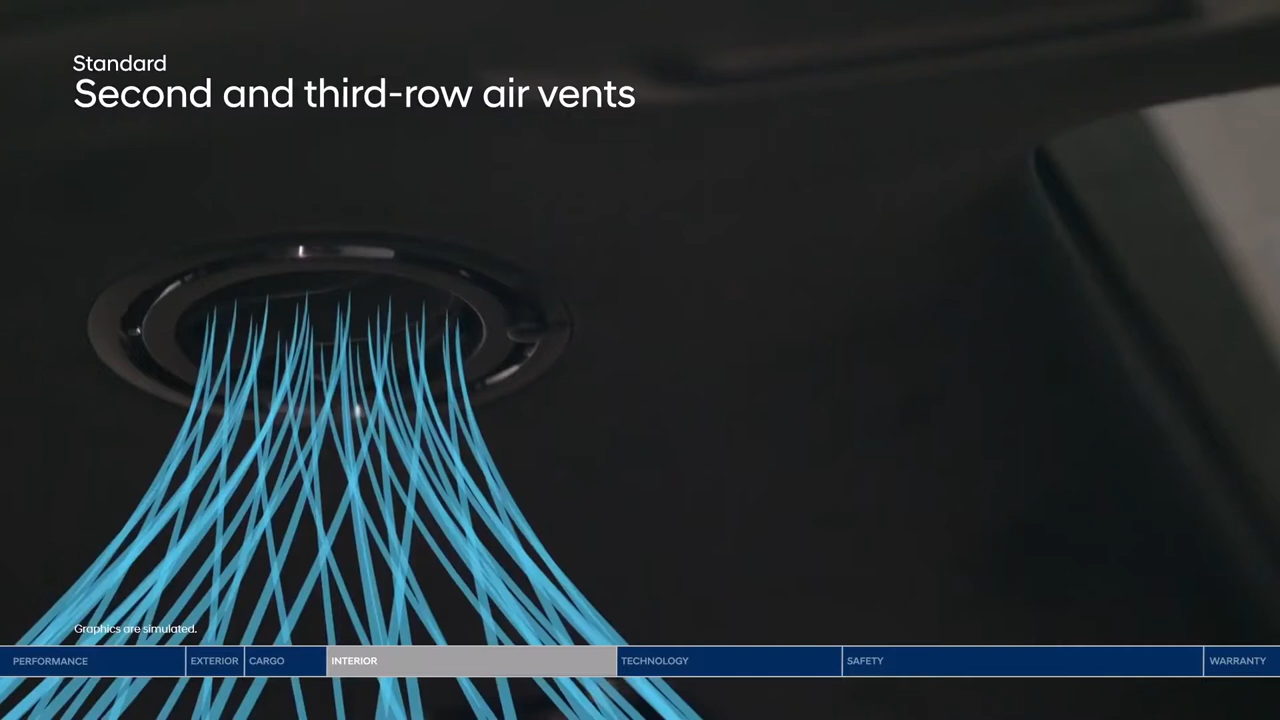 Standard
Second and third-row air vents
Graphics are simulated.
PERFORMANCE
EXTERIOR
CARGO
INTERIOR
TECHNOLOGY
SAFETY
WARRANTY